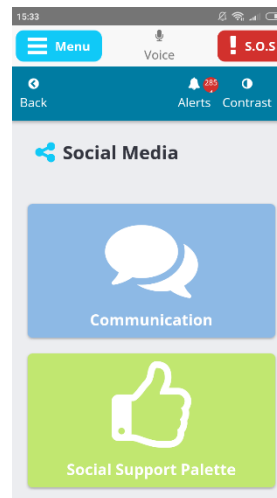 15:33
Menu
Voice
! S.O.S
Back
285
Alerts
Contrast
Social Media
Communication
Social Support Palette